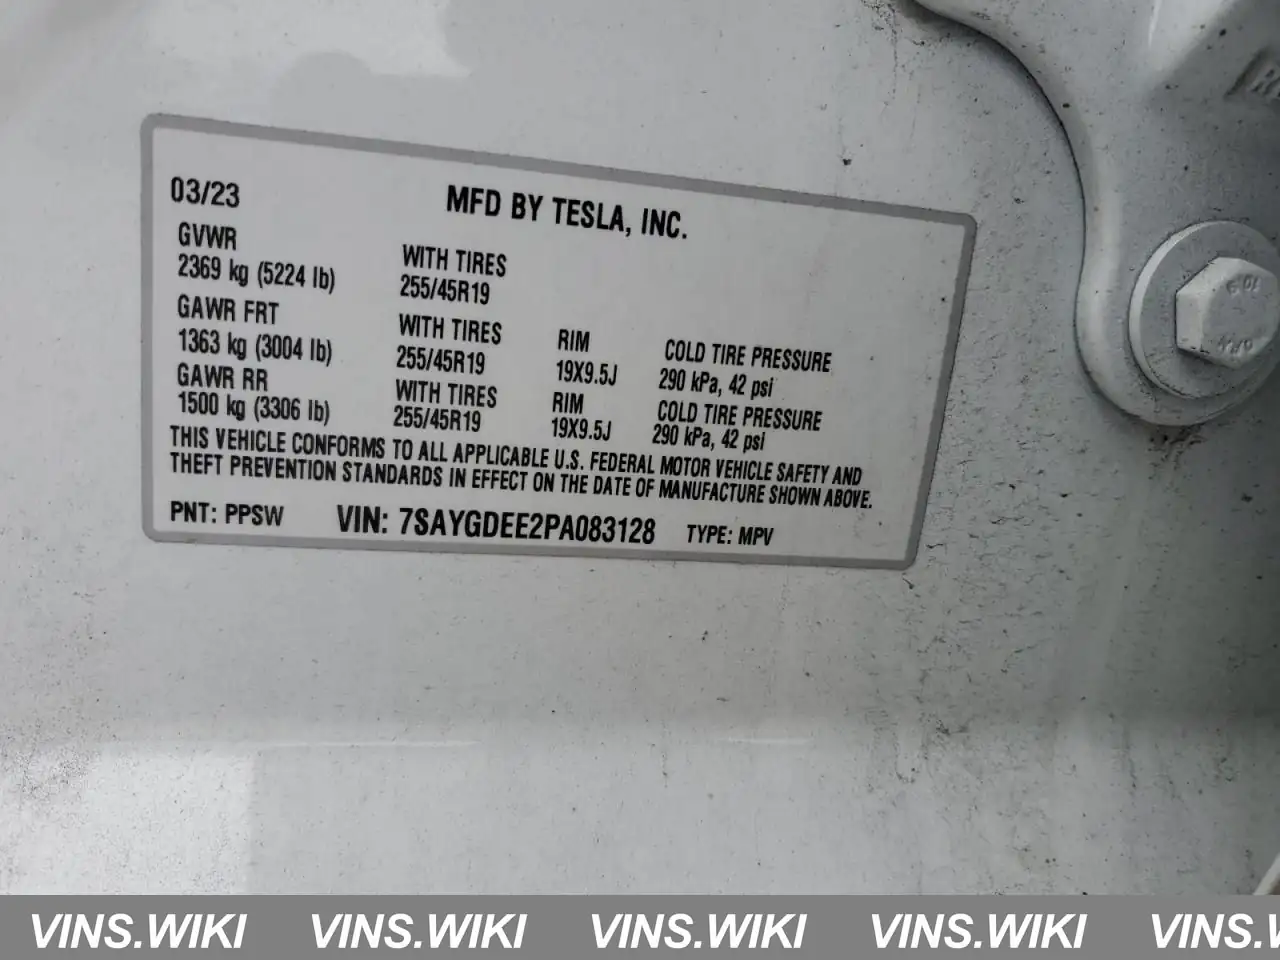 03/23
MFD BY TESLA, INC.
GVWR
2369 kg (5224 lb)
WITH TIRES
255/45R19
GAWR FRT
1363 kg (3004 lb)
WITH TIRES
255/45R19
RIM
19X9.5J
COLD TIRE PRESSURE
290 kPa, 42 psi
GAWR RR
1500 kg (3306 lb)
WITH TIRES
255/45R19
RIM
19X9.5J
COLD TIRE PRESSURE
290 kPa, 42 psi
THIS VEHICLE CONFORMS TO ALL APPLICABLE U.S. FEDERAL MOTOR VEHICLE SAFETY AND
THEFT PREVENTION STANDARDS IN EFFECT ON THE DATE OF MANUFACTURE SHOWN ABOVE.
PNT: PPSW VIN: 7SAYGDEE2PA083128 TYPE: MPV
VINS.WIKI VINS.WIKI VINS.WIKI VINS.WIKI VINS.W